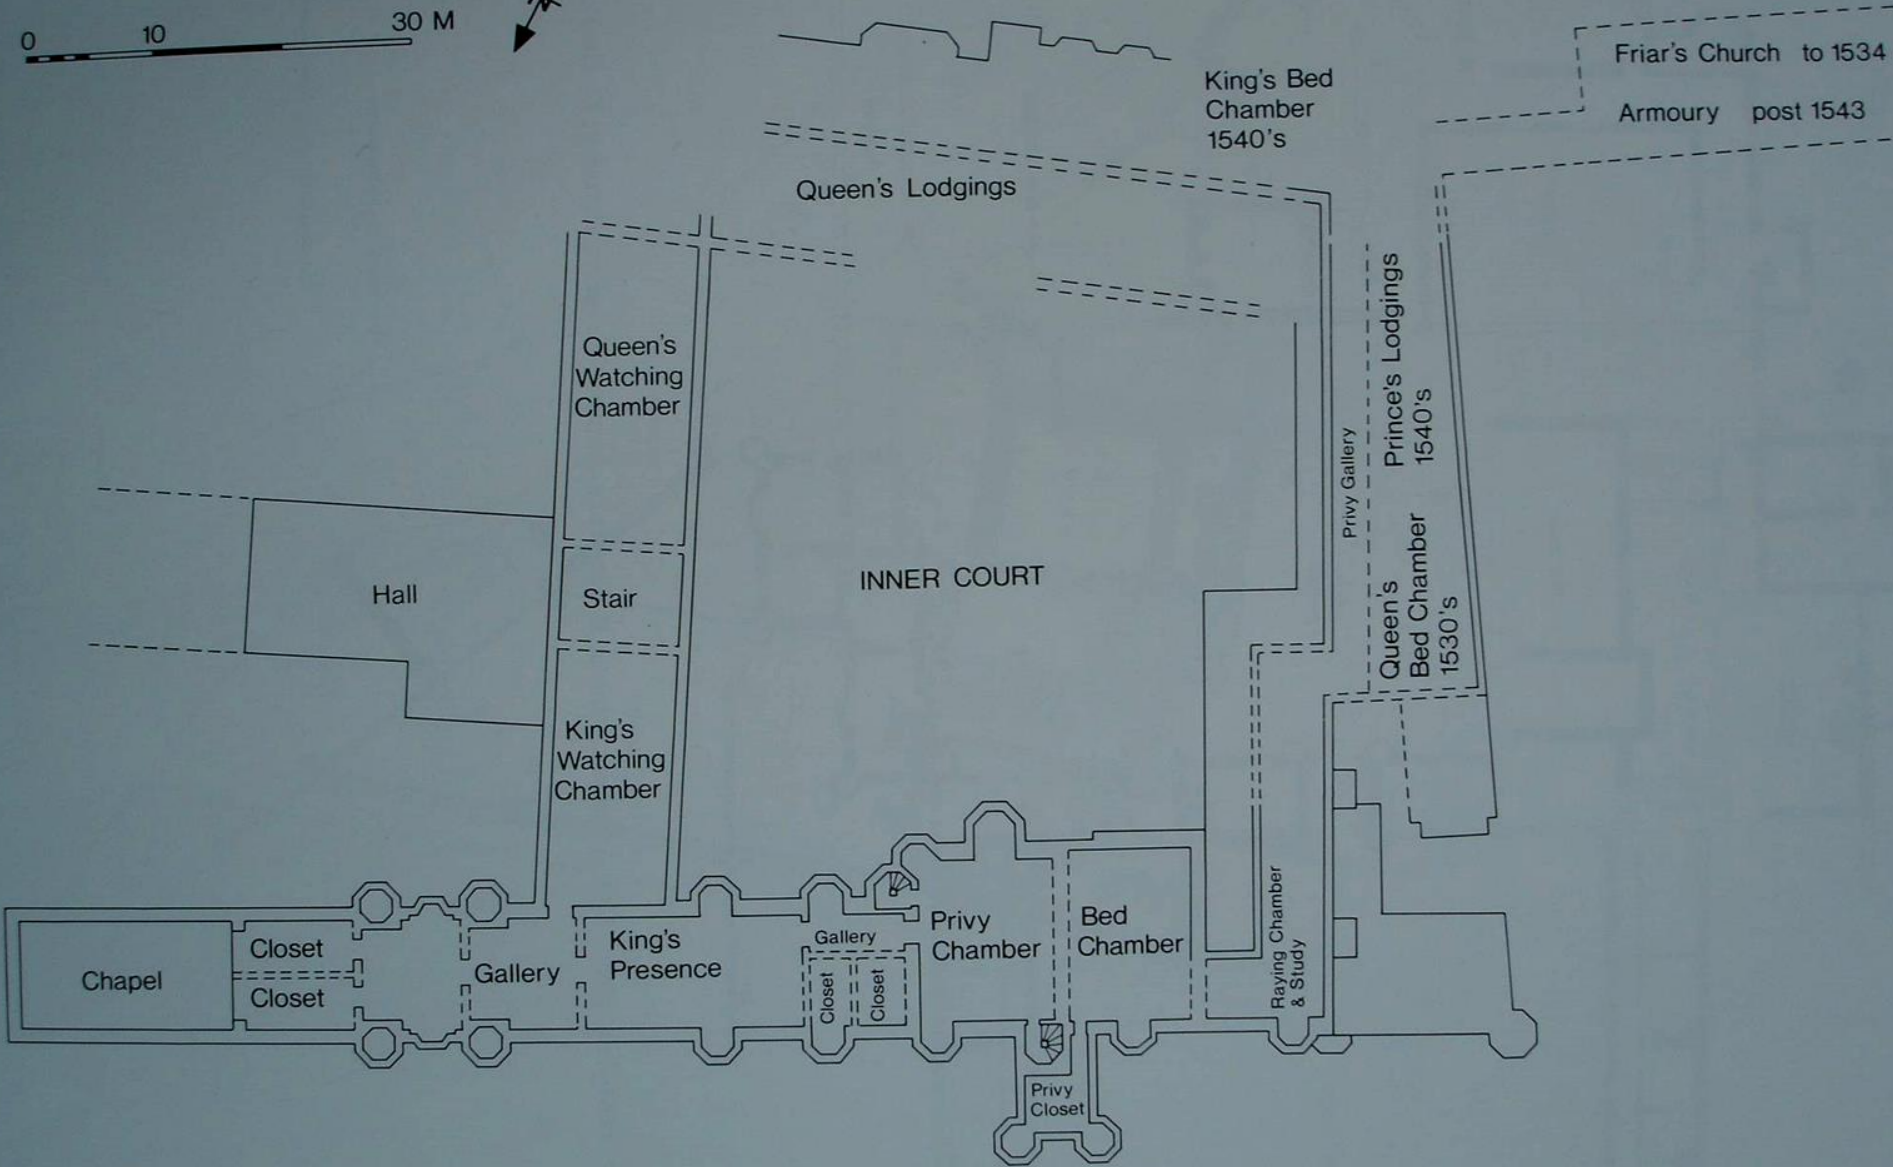 0 10 30 M
N
King's Bed
Chamber
1540's
Friar's Church to 1534
Armoury post 1543
Queen's Lodgings
Queen's
Watching
Chamber
Prince's Lodgings
1540's
Privy Gallery
Queen's
Bed Chamber
1530's
Hall
Stair
INNER COURT
King's
Watching
Chamber
Chapel
Closet
Closet
Gallery
King's
Presence
Gallery
Closet
Closet
Privy
Chamber
Bed
Chamber
Raying Chamber
& Study
Privy
Closet